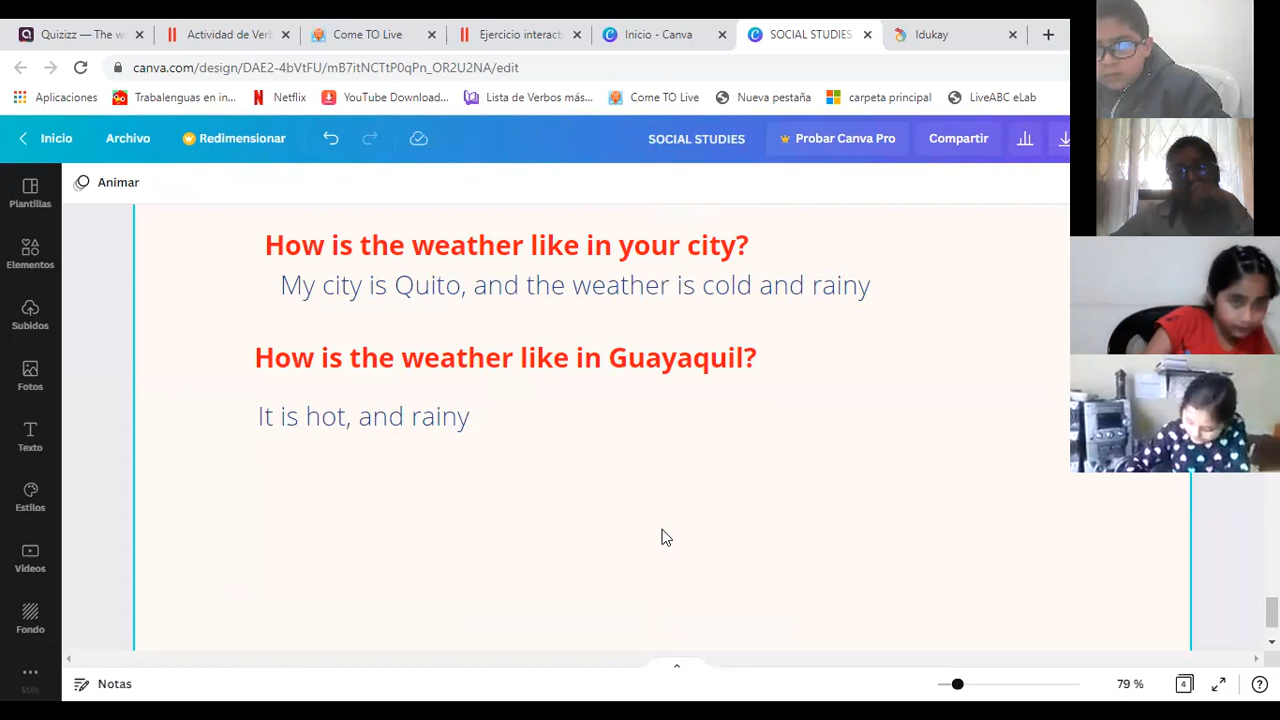 Quizizz — The w
Actividad de Verb
Come TO Live
Ejercicio interact
Inicio - Canva
SOCIAL STUDIES
Idukay
canva.com/design/DAE2-4bVtFU/mB7itNCTtP0qPn_OR2U2NA/edit
Aplicaciones
Trabalenguas en in...
Netflix
YouTube Download...
Lista de Verbos más...
Come TO Live
Nueva pestaña
carpeta principal
LiveABC eLab
Inicio
Archivo
Redimensionar
SOCIAL STUDIES
Probar Canva Pro
Compartir
Animar
Plantillas
Elementos
Subidos
Fotos
Texto
Estilos
Videos
Fondo
How is the weather like in your city?
My city is Quito, and the weather is cold and rainy
How is the weather like in Guayaquil?
It is hot, and rainy
Notas
79 %
4